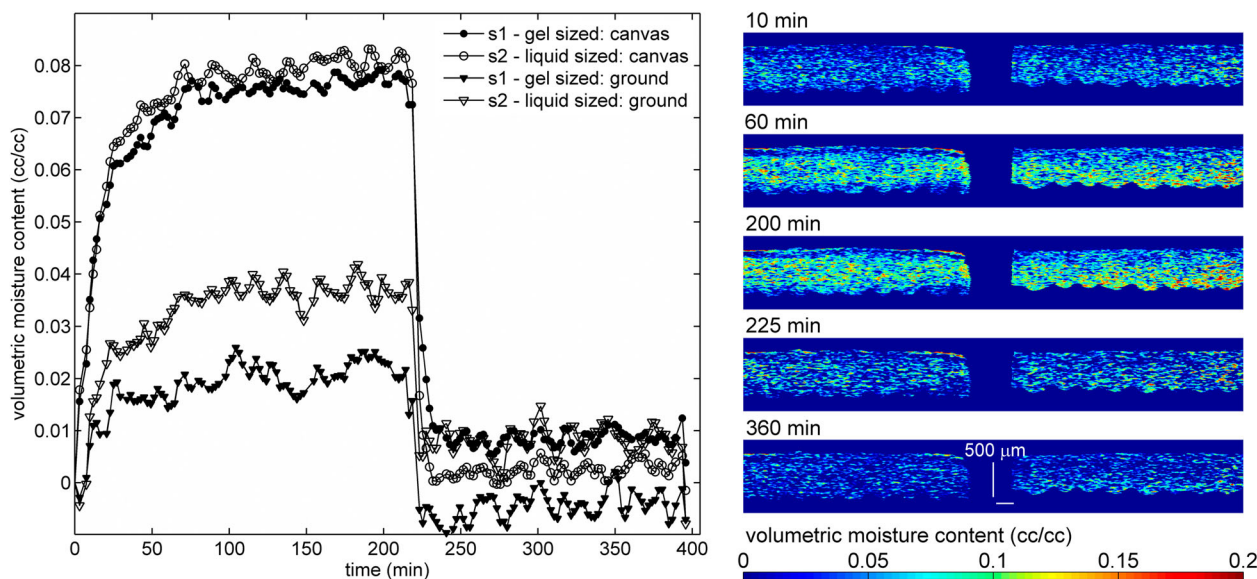 s1 - gel sized: canvas
s2 - liquid sized: canvas
s1 - gel sized: ground
s2 - liquid sized: ground
volumetric moisture content (cc/cc)
0.08
0.07
0.06
0.05
0.04
0.03
0.02
0.01
0
0 50 100 150 200 250 300 350 400
time (min)
10 min
60 min
200 min
225 min
360 min
500 μm
volumetric moisture content (cc/cc)
0 0.05 0.1 0.15 0.2